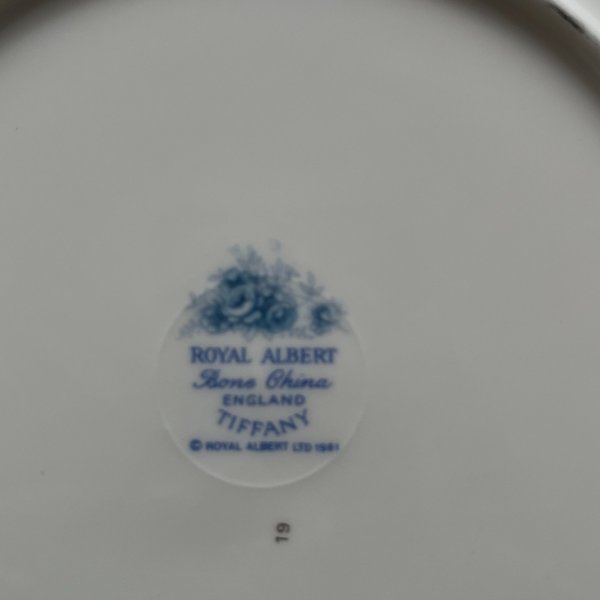 ROYAL ALBERT
Bone China
ENGLAND
TIFFANY
© ROYAL ALBERT LTD 1981
19